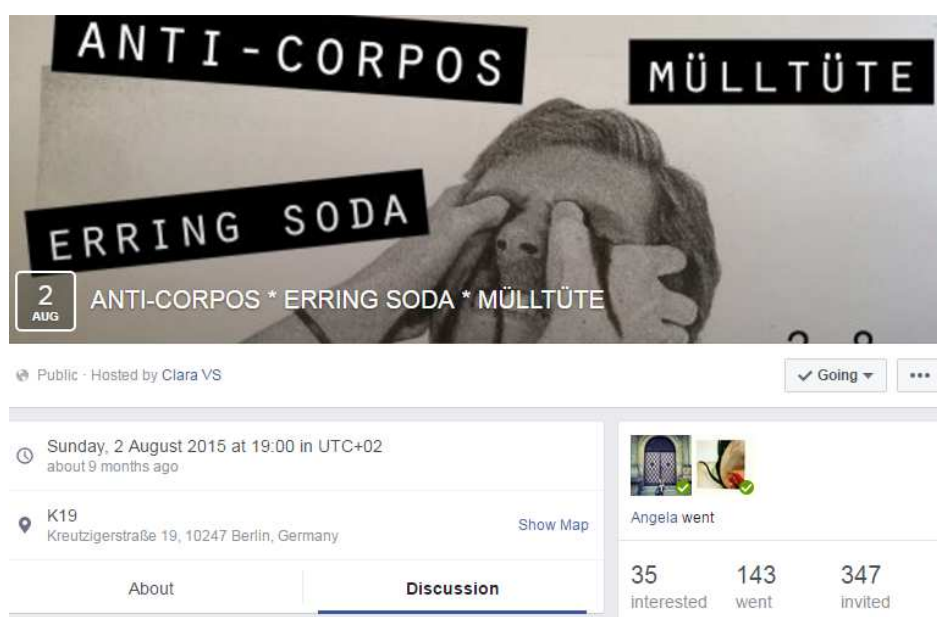 ANTI-CORPOS
MÜLLTÜTE
ERRING SODA
2
AUG
ANTI-CORPOS * ERRING SODA * MÜLLTÜTE
Public · Hosted by Clara VS
Going
Sunday, 2 August 2015 at 19:00 in UTC+02
about 9 months ago
K19
Kreutzigerstraße 19, 10247 Berlin, Germany
Show Map
About
Discussion
Angela went
35
interested
143
went
347
invited